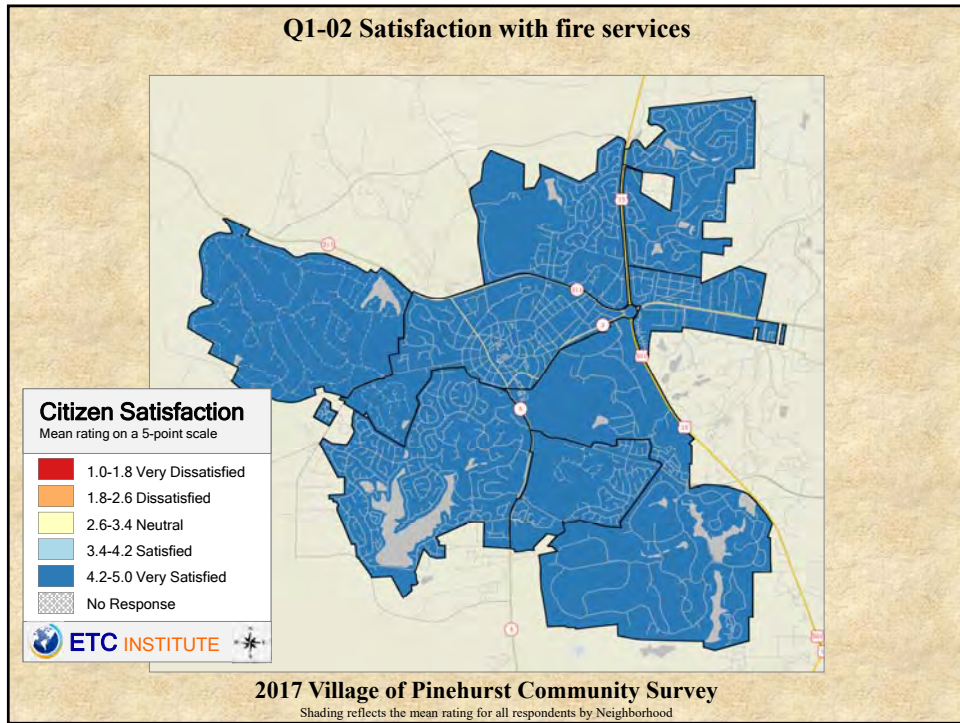 Q1-02 Satisfaction with fire services
Citizen Satisfaction
Mean rating on a 5-point scale
1.0-1.8 Very Dissatisfied
1.8-2.6 Dissatisfied
2.6-3.4 Neutral
3.4-4.2 Satisfied
4.2-5.0 Very Satisfied
No Response
ETC INSTITUTE
2017 Village of Pinehurst Community Survey
Shading reflects the mean rating for all respondents by Neighborhood